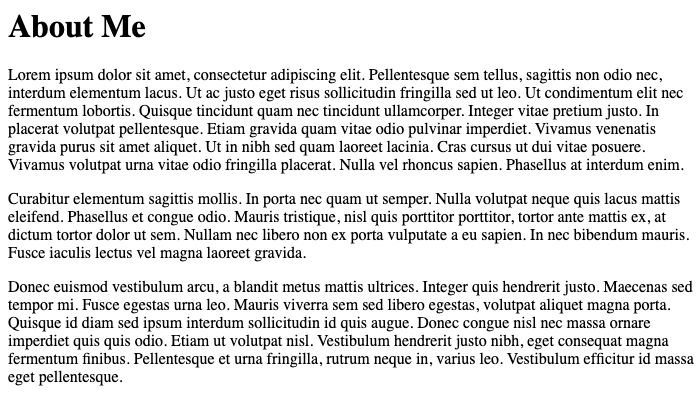 About Me
Lorem ipsum dolor sit amet, consectetur adipiscing elit. Pellentesque sem tellus, sagittis non odio nec,
interdum elementum lacus. Ut ac justo eget risus sollicitudin fringilla sed ut leo. Ut condimentum elit nec
fermentum lobortis. Quisque tincidunt quam nec tincidunt ullamcorper. Integer vitae pretium justo. In
placerat volutpat pellentesque. Etiam gravida quam vitae odio pulvinar imperdiet. Vivamus venenatis
gravida purus sit amet aliquet. Ut in nibh sed quam laoreet lacinia. Cras cursus ut dui vitae posuere.
Vivamus volutpat urna vitae odio fringilla placerat. Nulla vel rhoncus sapien. Phasellus at interdum enim.
Curabitur elementum sagittis mollis. In porta nec quam ut semper. Nulla volutpat neque quis lacus mattis
eleifend. Phasellus et congue odio. Mauris tristique, nisl quis porttitor porttitor, tortor ante mattis ex, at
dictum tortor dolor ut sem. Nullam nec libero non ex porta vulputate a eu sapien. In nec bibendum mauris.
Fusce iaculis lectus vel magna laoreet gravida.
Donec euismod vestibulum arcu, a blandit metus mattis ultrices. Integer quis hendrerit justo. Maecenas sed
tempor mi. Fusce egestas urna leo. Mauris viverra sem sed libero egestas, volutpat aliquet magna porta.
Quisque id diam sed ipsum interdum sollicitudin id quis augue. Donec congue nisl nec massa ornare
imperdiet quis quis odio. Etiam ut volutpat nisl. Vestibulum hendrerit justo nibh, eget consequat magna
fermentum finibus. Pellentesque et urna fringilla, rutrum neque in, varius leo. Vestibulum efficitur id massa
eget pellentesque.